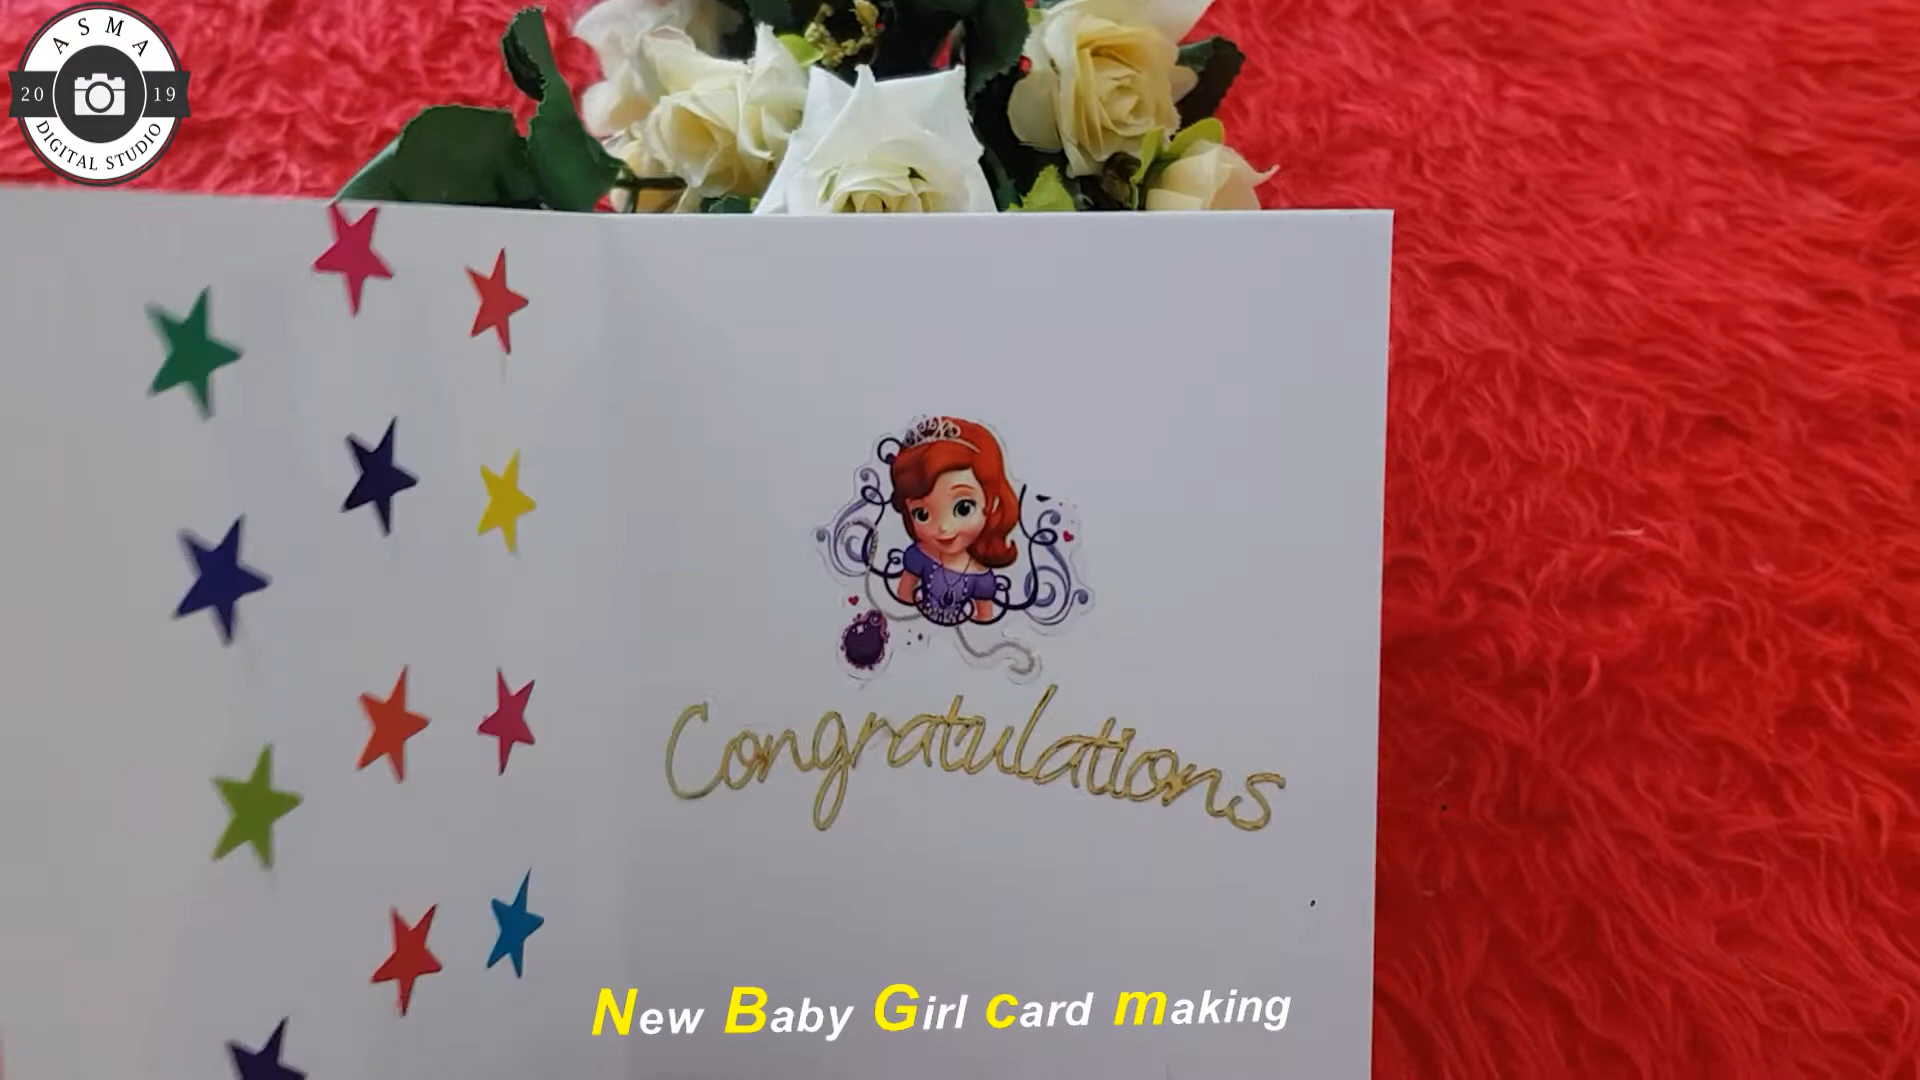 ASMA
20 19
DIGITAL STUDIO
Congratulations
New Baby Girl card making